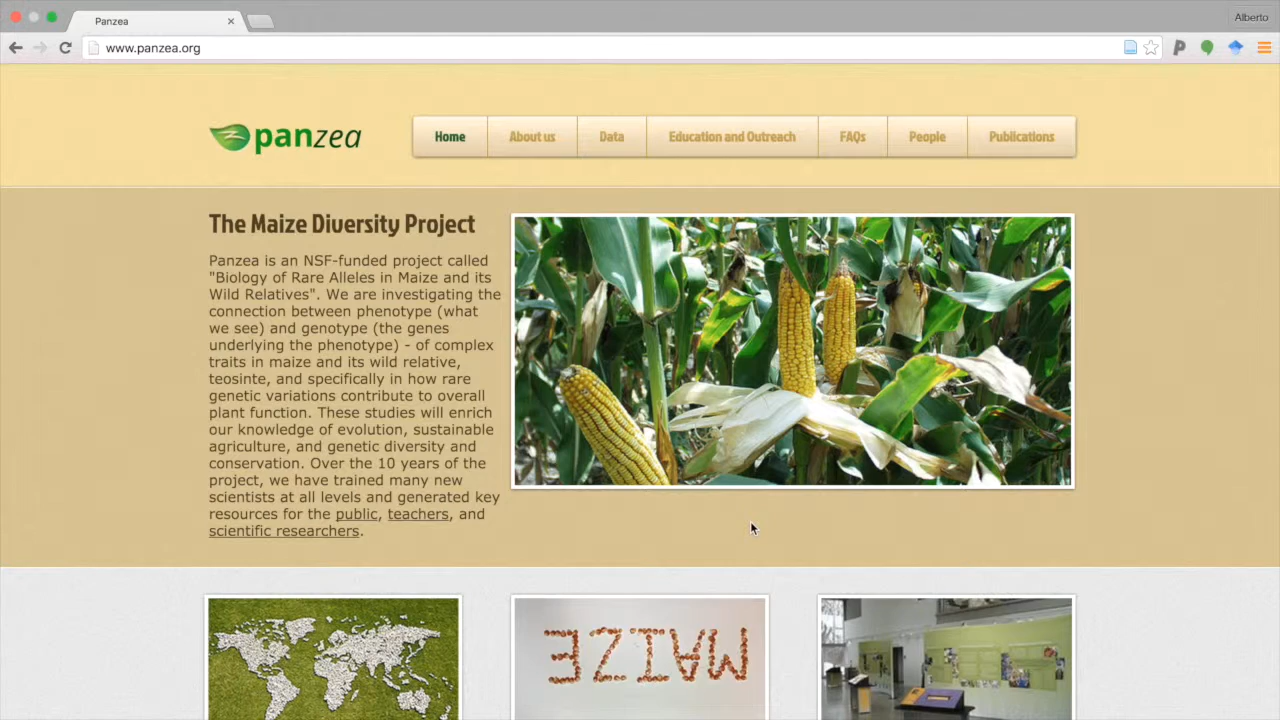 Panzea
Alberto
www.panzea.org
panzea
Home
About us
Data
Education and Outreach
FAQs
People
Publications
The Maize Diversity Project
Panzea is an NSF-funded project called
"Biology of Rare Alleles in Maize and its
Wild Relatives". We are investigating the
connection between phenotype (what
we see) and genotype (the genes
underlying the phenotype) - of complex
traits in maize and its wild relative,
teosinte, and specifically in how rare
genetic variations contribute to overall
plant function. These studies will enrich
our knowledge of evolution, sustainable
agriculture, and genetic diversity and
conservation. Over the 10 years of the
project, we have trained many new
scientists at all levels and generated key
resources for the public, teachers, and
scientific researchers.
MAIZE